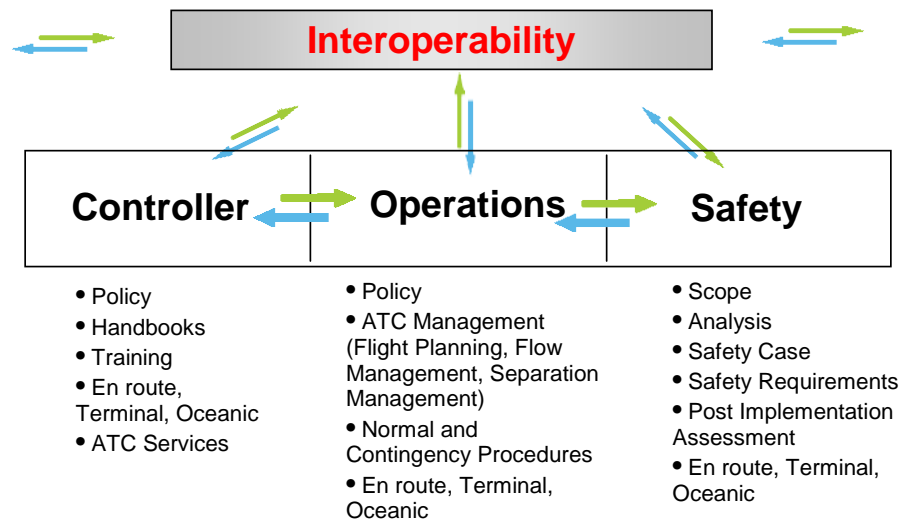 Interoperability
Controller
Operations
Safety
• Policy
• Handbooks
• Training
• En route,
Terminal, Oceanic
• ATC Services
• Policy
• ATC Management
(Flight Planning, Flow
Management, Separation
Management)
• Normal and
Contingency Procedures
• En route, Terminal,
Oceanic
• Scope
• Analysis
• Safety Case
• Safety Requirements
• Post Implementation
Assessment
• En route, Terminal,
Oceanic